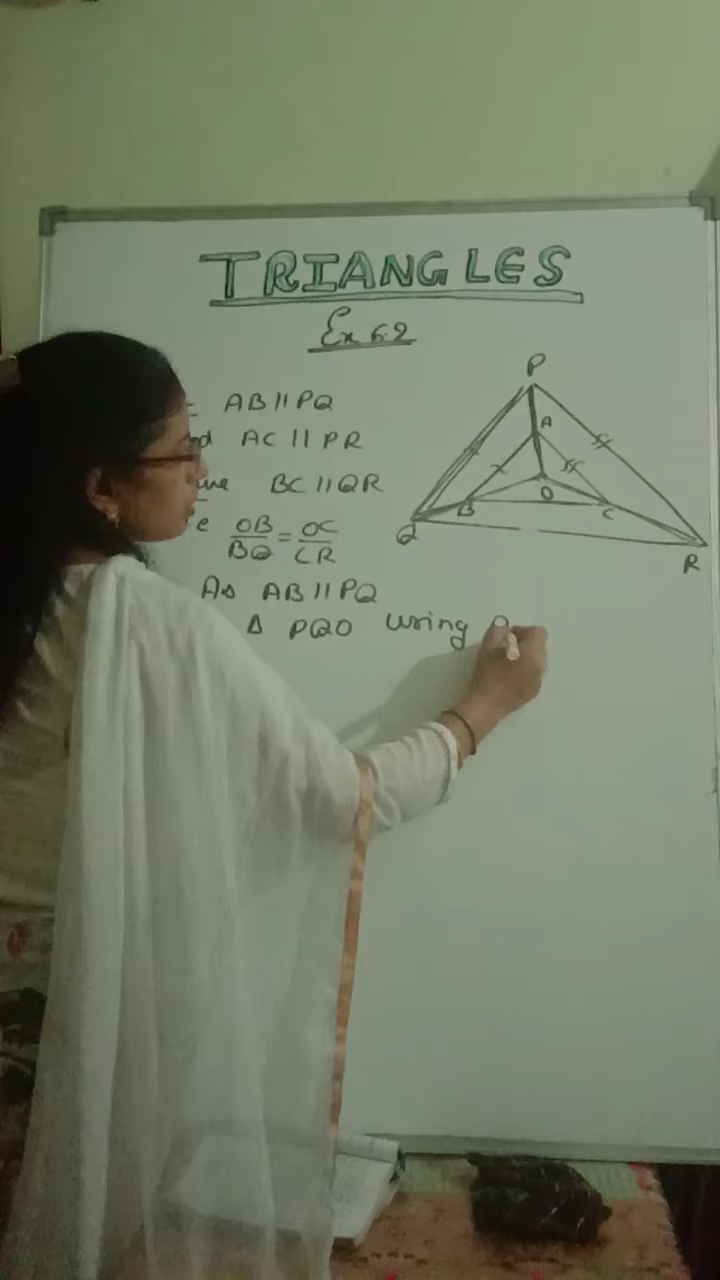 TRIANGLES
Ex 6.2
AB || PQ
AC || PR
BC || QR
OB/BQ = OC/CR
As AB || PQ
Δ PQO using
P
A
O
B
C
Q
R